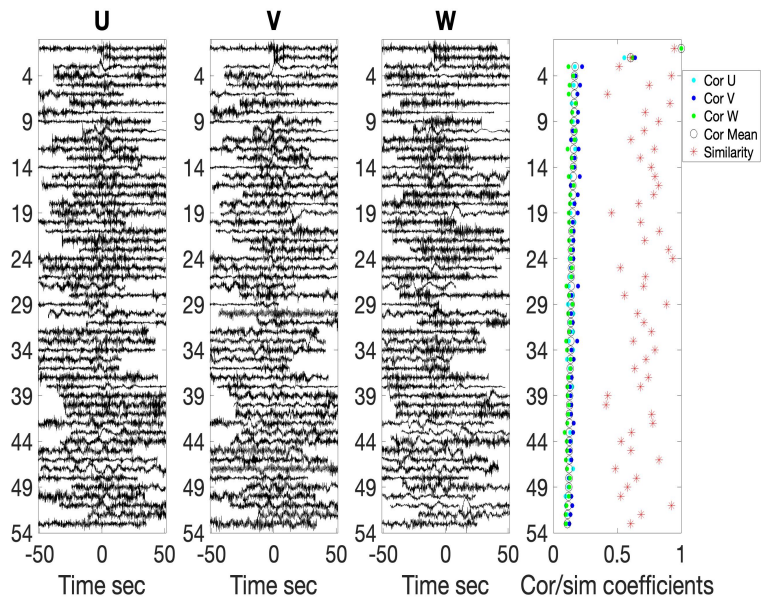 U V W
4 4 4 4
9 9 9 9
14 14 14 14
19 19 19 19
24 24 24 24
29 29 29 29
34 34 34 34
39 39 39 39
44 44 44 44
49 49 49 49
54 54 54 54
Cor U
Cor V
Cor W
Cor Mean
Similarity
-50 0 50 -50 0 50 -50 0 50 0 0.5 1
Time sec Time sec Time sec Cor/sim coefficients